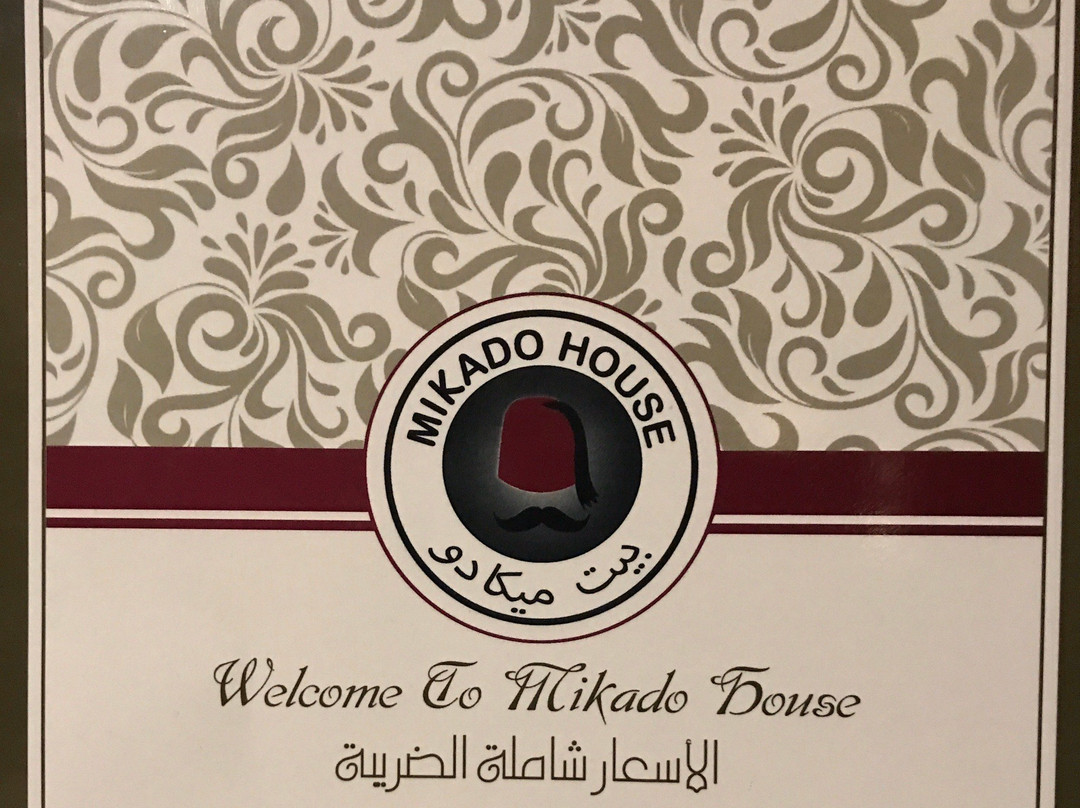 MIKADO HOUSE
بيت ميكادو
Welcome To Mikado House
الأسعار شاملة الضريبة